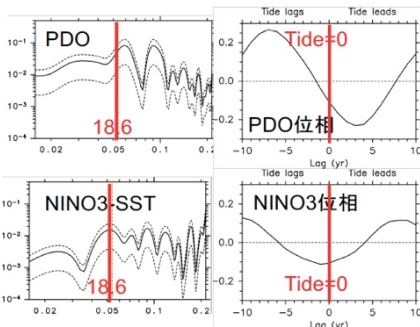 Tide lags Tide leads
PDO
Tide=0
18.6
PDO位相
10⁻¹
10⁻²
10⁻³
10⁻⁴
0.02 0.05 0.1 0.2
0.2
0.0
-0.2
-10 -5 0 5 10
Lag (yr)
Tide lags Tide leads
NINO3-SST
NINO3位相
18.6
Tide=0
10⁻¹
10⁻²
10⁻³
10⁻⁴
0.02 0.05 0.1 0.2
0.2
0.0
-0.2
-10 -5 0 5 10
Lag (yr)